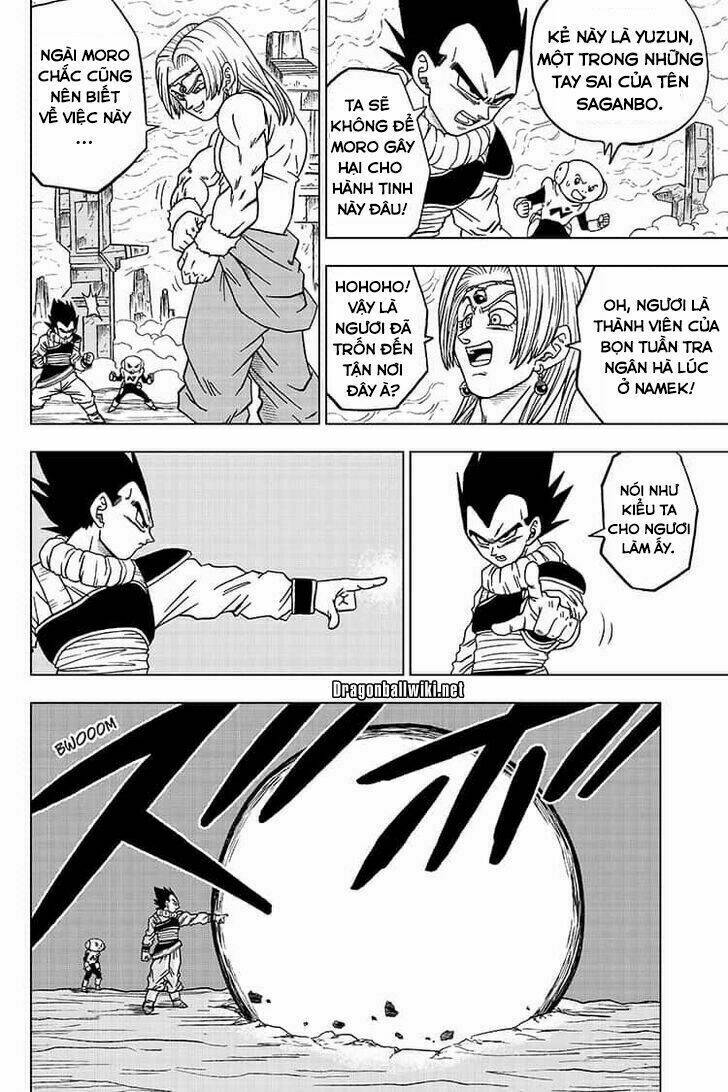 KẺ NÀY LÀ YUZUN,
MỘT TRONG NHỮNG
TAY SAI CỦA TÊN
SAGANBO.
TA SẼ
KHÔNG ĐỂ
MORO GÂY
HẠI CHO
HÀNH TINH
NÀY ĐÂU!
NGÀI MORO
CHẮC CŨNG
NÊN BIẾT
VỀ VIỆC NÀY
...
OH, NGƯƠI LÀ
THÀNH VIÊN CỦA
BỌN TUẦN TRA
NGÂN HÀ LÚC
Ở NAMEK!
HOHOHO!
VẬY LÀ
NGƯƠI ĐÃ
TRỐN ĐẾN
TẬN NƠI
ĐÂY À?
NÓI NHƯ
KIỂU TA
CHO NGƯƠI
LÀM ẤY.
Dragonballwiki.net
BWOOOM